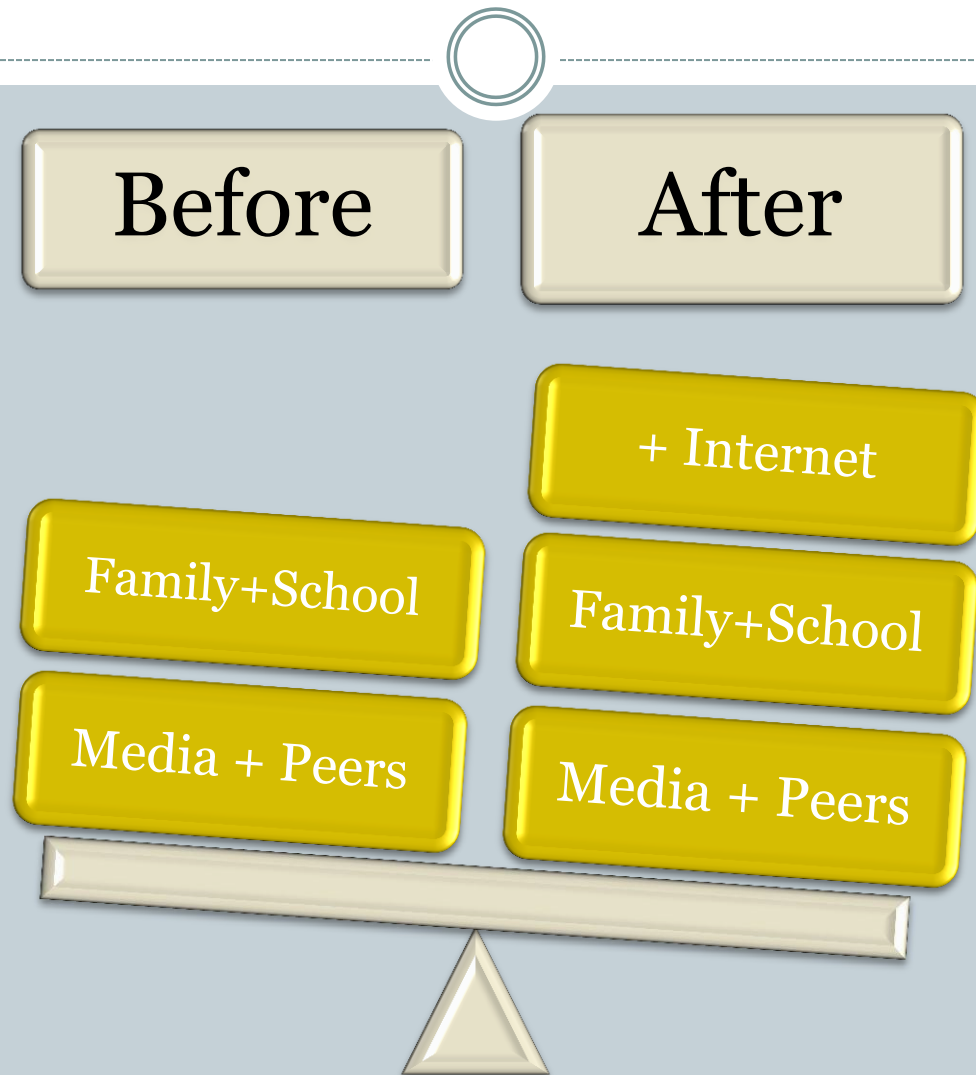 Before
After
+ Internet
Family+School
Family+School
Media + Peers
Media + Peers